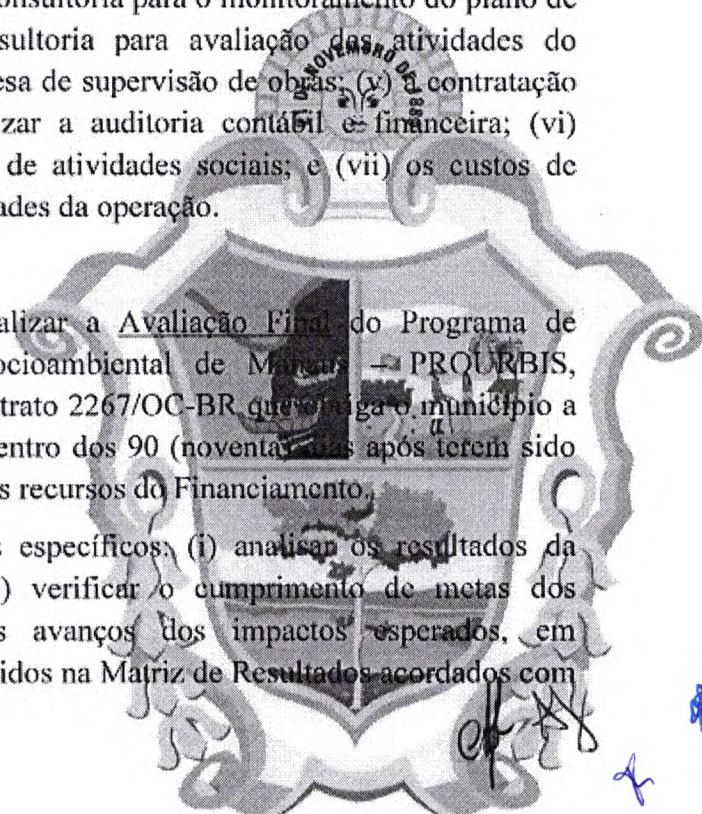 onsultoria para o monitoramento do plano de
sultoria para avaliação das atividades do
esa de supervisão de obras; (v) a contratação
zar a auditoria contábil e financeira; (vi)
de atividades sociais; e (vii) os custos de
ades da operação.
DE NOVEMBRO DE 1889
alizar a Avaliação Final do Programa de
ocioambiental de Manaus – PROURBIS,
trato 2267/OC-BR que obriga o município a
entro dos 90 (noventa) dias após terem sido
s recursos do Financiamento.
s específicos: (i) analisar os resultados da
) verificar o cumprimento de metas dos
s avanços dos impactos esperados, em
idos na Matriz de Resultados acordados com